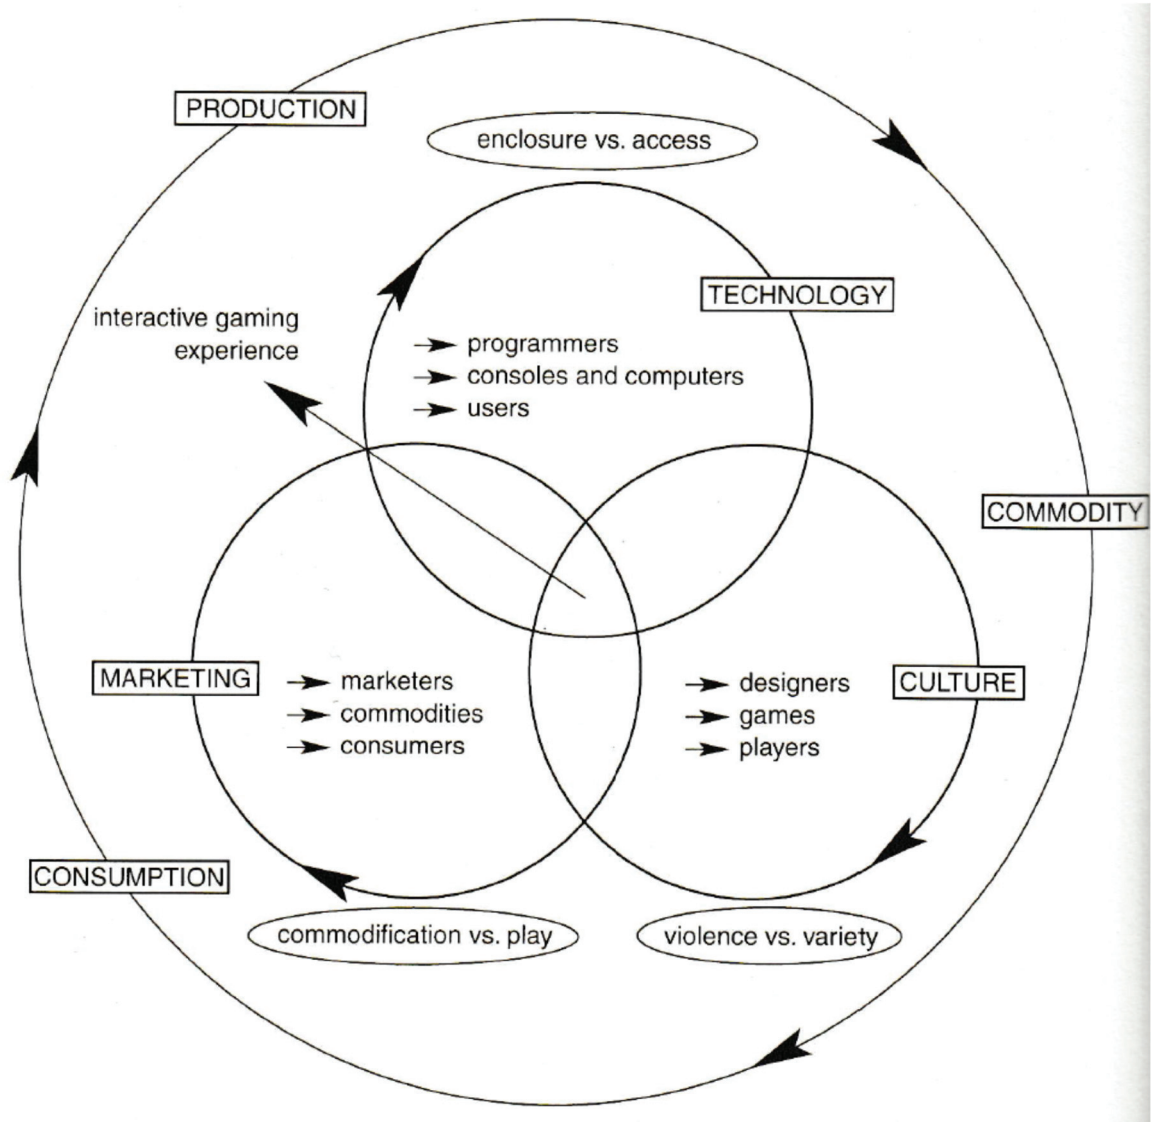 PRODUCTION
enclosure vs. access
TECHNOLOGY
interactive gaming
experience
programmers
consoles and computers
users
COMMODITY
MARKETING
marketers
commodities
consumers
designers
games
players
CULTURE
CONSUMPTION
commodification vs. play
violence vs. variety